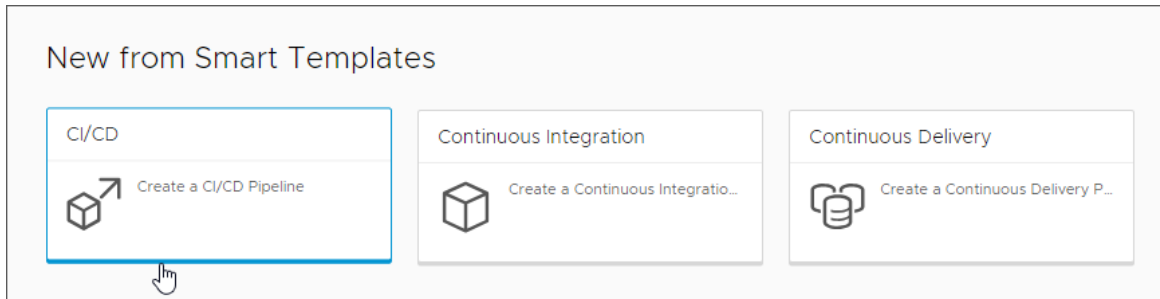 New from Smart Templates
CI/CD
Create a CI/CD Pipeline
Continuous Integration
Create a Continuous Integratio...
Continuous Delivery
Create a Continuous Delivery P...